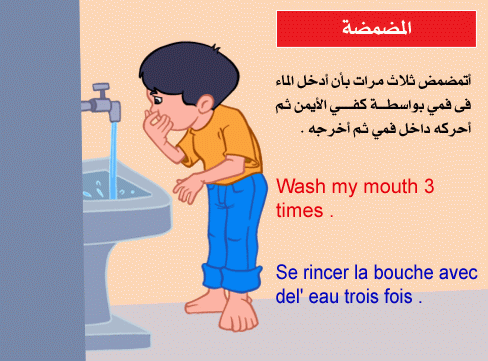 المضمضة
أتمضمض ثلاث مرات بأن أدخل الماء
فى فمي بواسطة كفي الأيمن ثم
أحركه داخل فمي ثم أخرجه .
Wash my mouth 3
times .
Se rincer la bouche avec
del' eau trois fois .